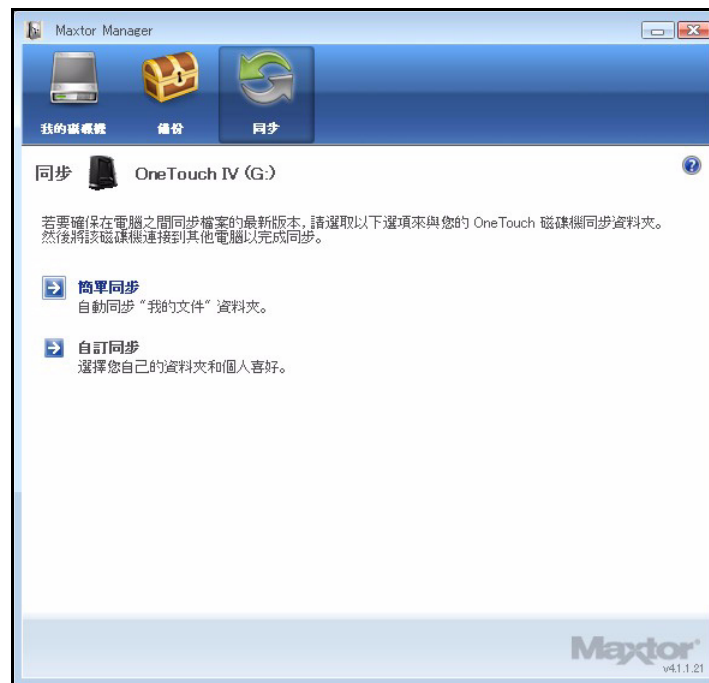 Maxtor Manager
我的磁碟機 備份 同步
同步 OneTouch IV (G:)
若要確保在電腦之間同步檔案的最新版本，請選取以下選項來與您的 OneTouch 磁碟機同步資料夾。
然後將該磁碟機連接到其他電腦以完成同步。
簡單同步
自動同步 "我的文件" 資料夾。
自訂同步
選擇您自己的資料夾和個人喜好。
Maxtor
v4.1.1.21